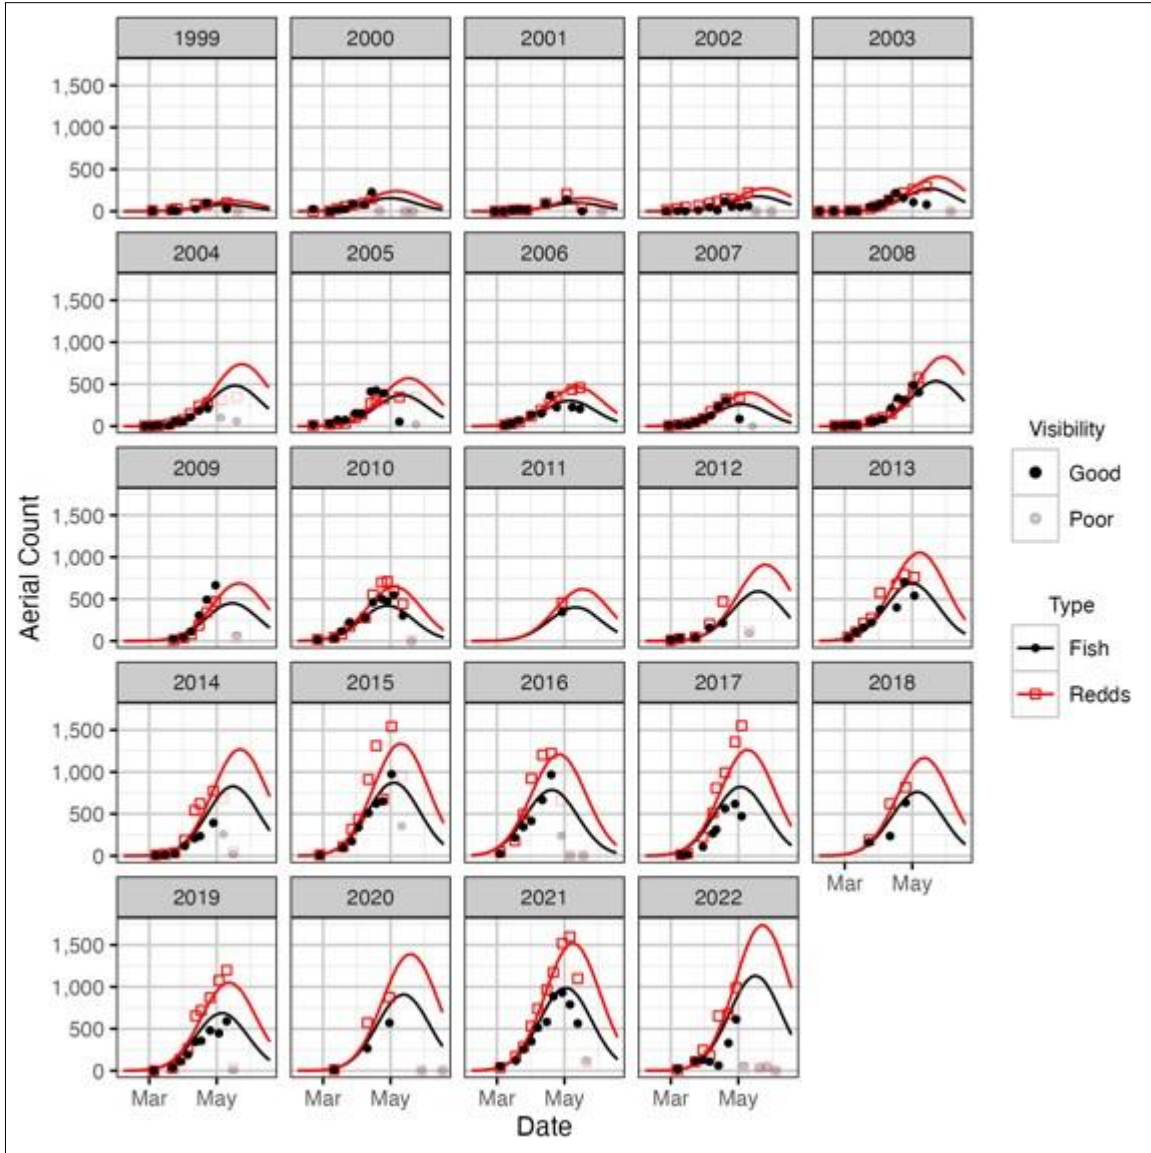 1999 2000 2001 2002 2003
1,500
1,000
500
0
2004 2005 2006 2007 2008
1,500
1,000
500
0
2009 2010 2011 2012 2013
1,500
1,000
500
0
2014 2015 2016 2017 2018
1,500
1,000
500
0
Mar May
2019 2020 2021 2022
1,500
1,000
500
0
Mar May Mar May Mar May Mar May
Date
Aerial Count
Visibility
Good
Poor
Type
Fish
Redds